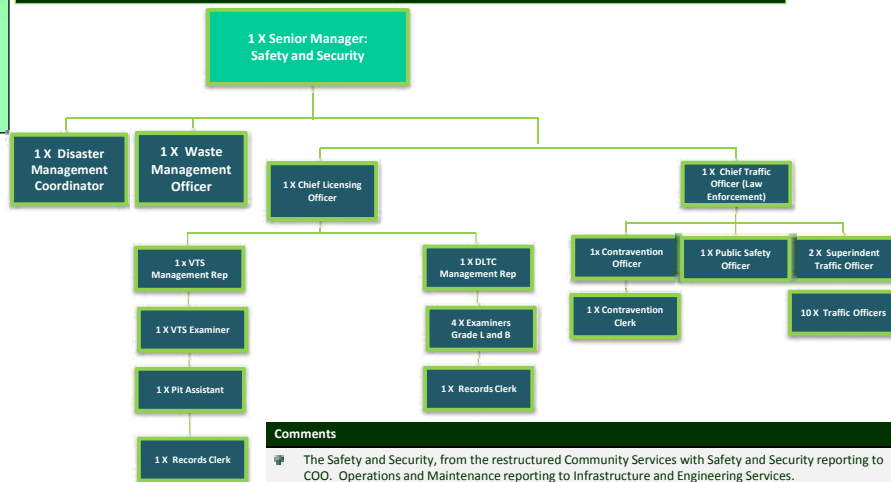 1 X Senior Manager:
Safety and Security
1 X Disaster
Management
Coordinator
1 X Waste
Management
Officer
1 X Chief Licensing
Officer
1 X Chief Traffic
Officer (Law
Enforcement)
1 x VTS
Management Rep
1 X DLTC
Management Rep
1x Contravention
Officer
1 X Public Safety
Officer
2 X Superindent
Traffic Officer
1 X VTS Examiner
4 X Examiners
Grade L and B
1 X Contravention
Clerk
10 X Traffic Officers
1 X Pit Assistant
1 X Records Clerk
1 X Records Clerk
Comments
The Safety and Security, from the restructured Community Services with Safety and Security reporting to
COO. Operations and Maintenance reporting to Infrastructure and Engineering Services.